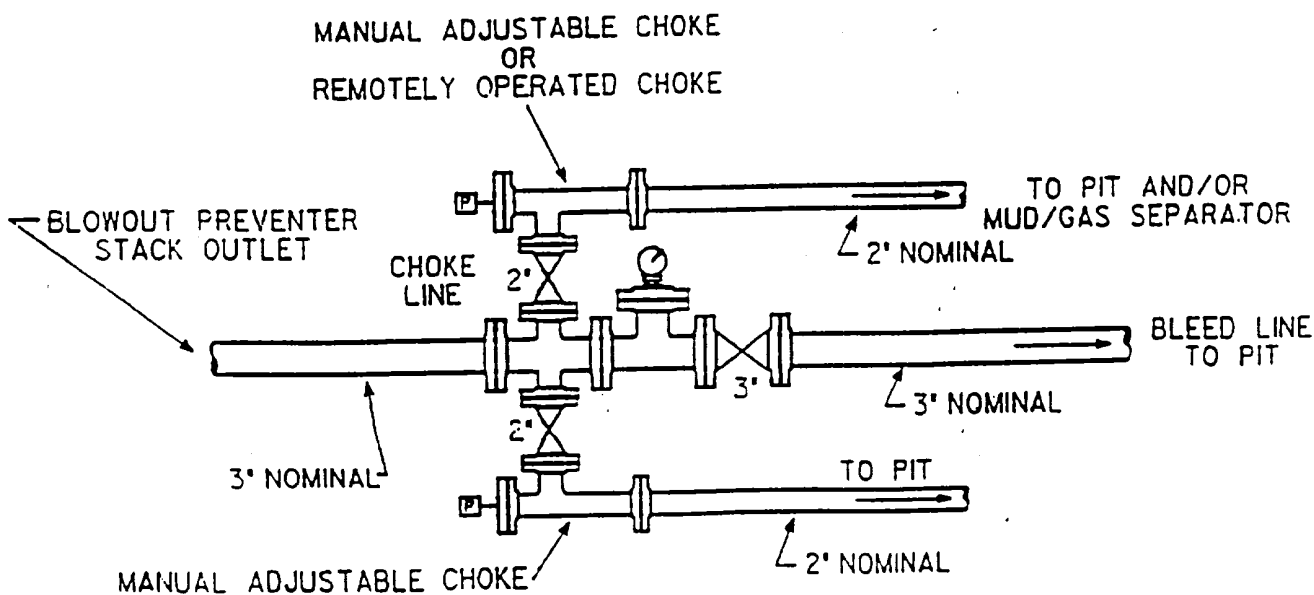 MANUAL ADJUSTABLE CHOKE
OR
REMOTELY OPERATED CHOKE
P
TO PIT AND/OR
MUD/GAS SEPARATOR
2" NOMINAL
BLOWOUT PREVENTER
STACK OUTLET
CHOKE
LINE
2"
BLEED LINE
TO PIT
3"
3" NOMINAL
2"
3" NOMINAL
TO PIT
P
2" NOMINAL
MANUAL ADJUSTABLE CHOKE